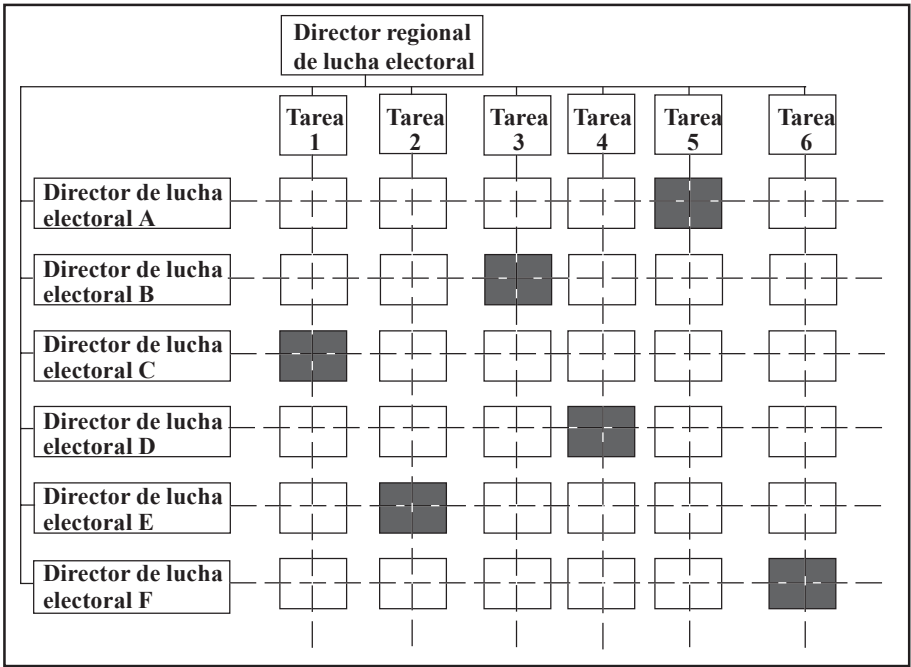 Director regional
de lucha electoral
Tarea
1
Tarea
2
Tarea
3
Tarea
4
Tarea
5
Tarea
6
Director de lucha
electoral A
Director de lucha
electoral B
Director de lucha
electoral C
Director de lucha
electoral D
Director de lucha
electoral E
Director de lucha
electoral F